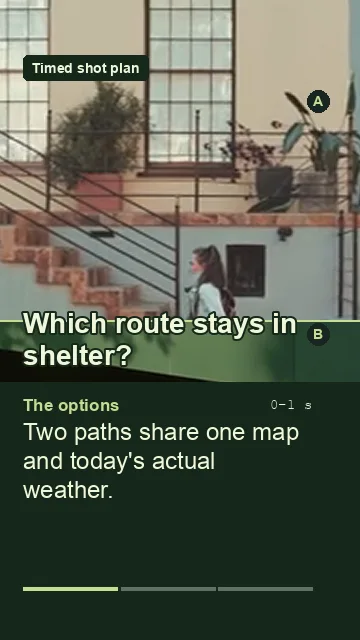 Timed shot plan
A
Which route stays in
shelter?
B
The options
0–1 s
Two paths share one map
and today's actual
weather.